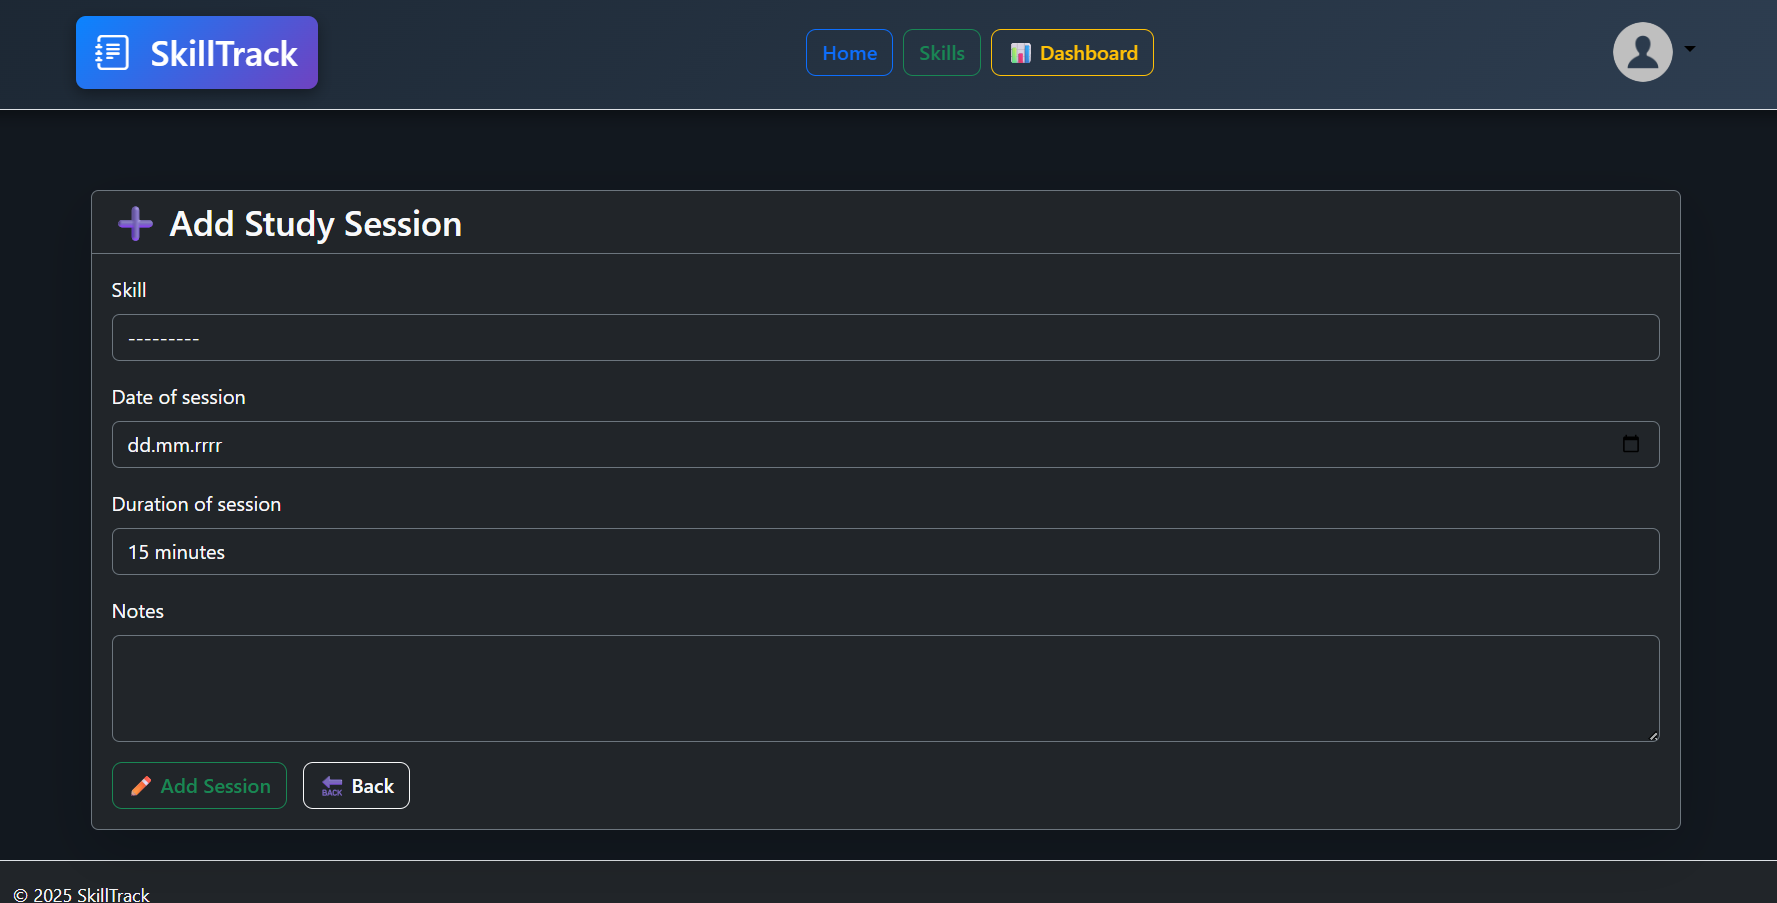 SkillTrack
Home Skills Dashboard
Add Study Session
Skill
---------
Date of session
dd.mm.rrrr
Duration of session
15 minutes
Notes
Add Session BACK Back
© 2025 SkillTrack